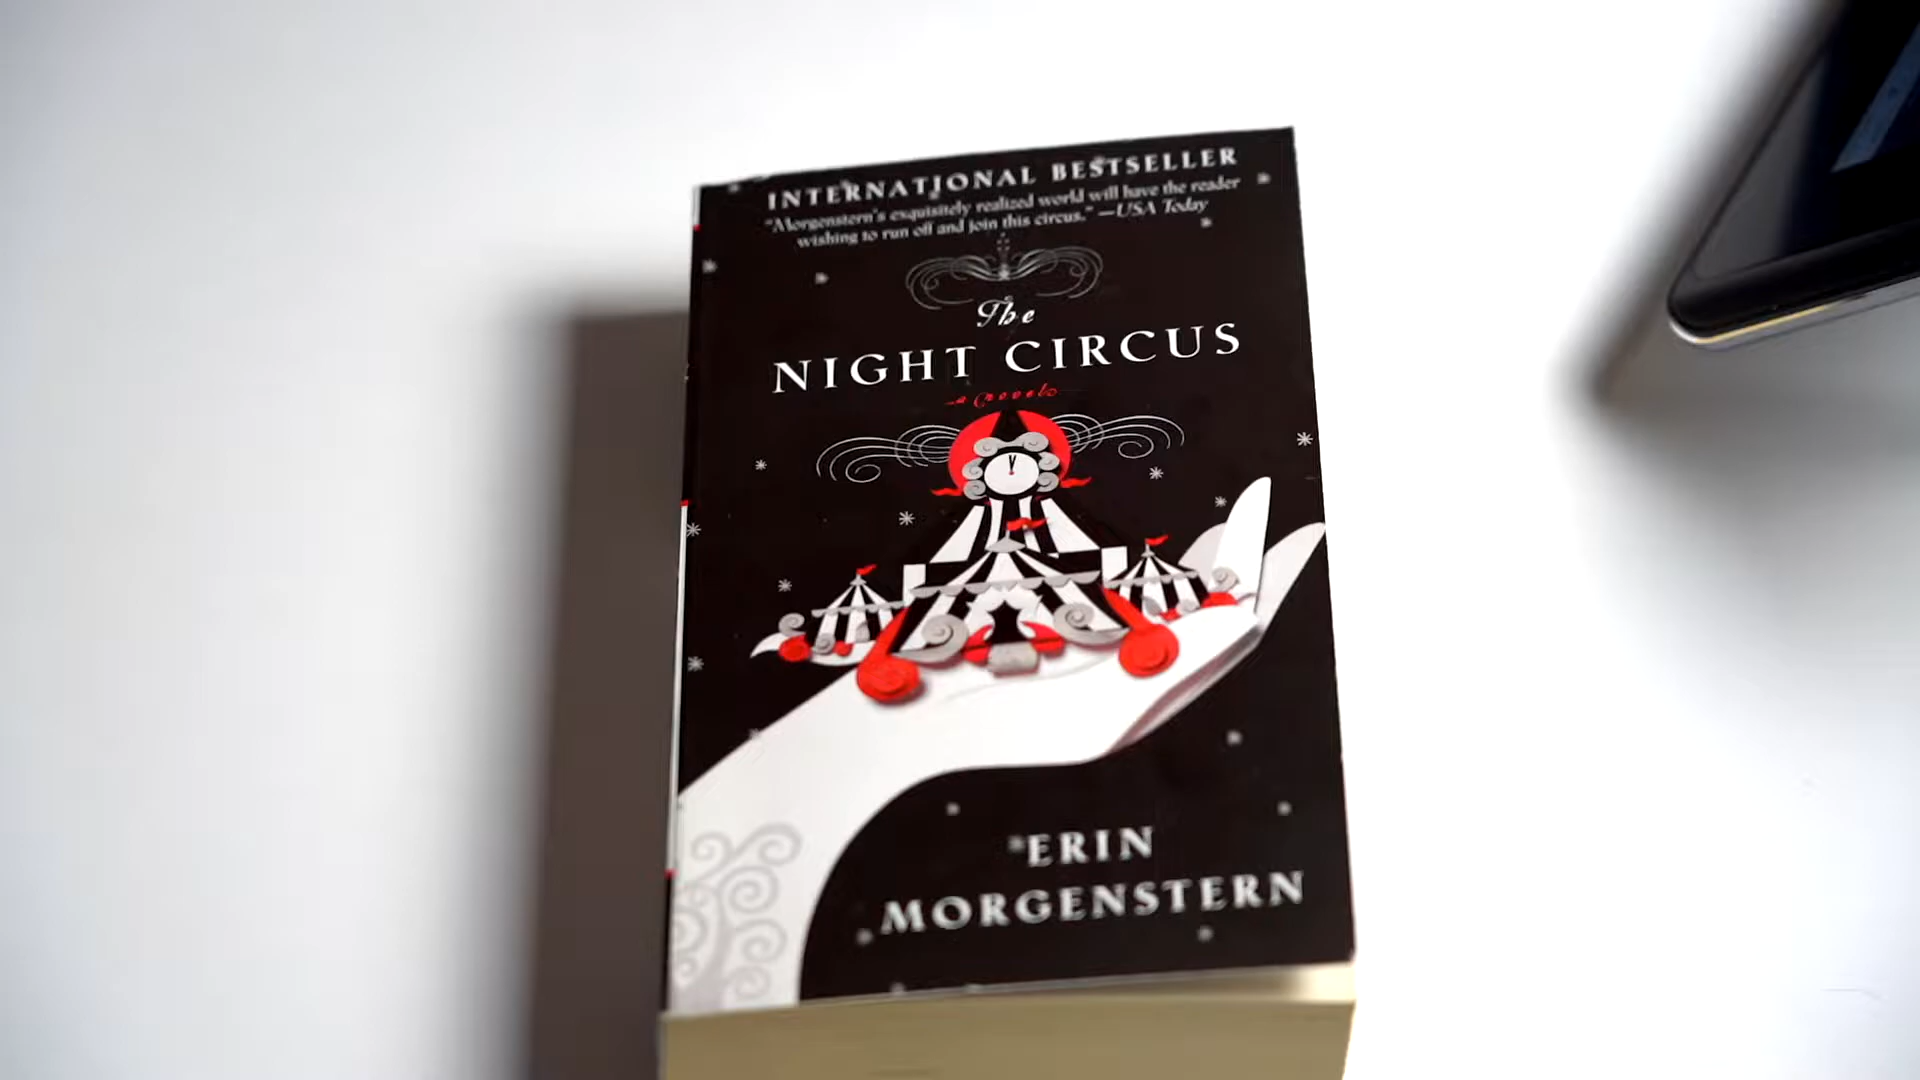 INTERNATIONAL BESTSELLER
"Morgenstern's exquisitely realized world will have the reader
wishing to run off and join this circus." —USA Today
The
NIGHT CIRCUS
a novel
ERIN
MORGENSTERN